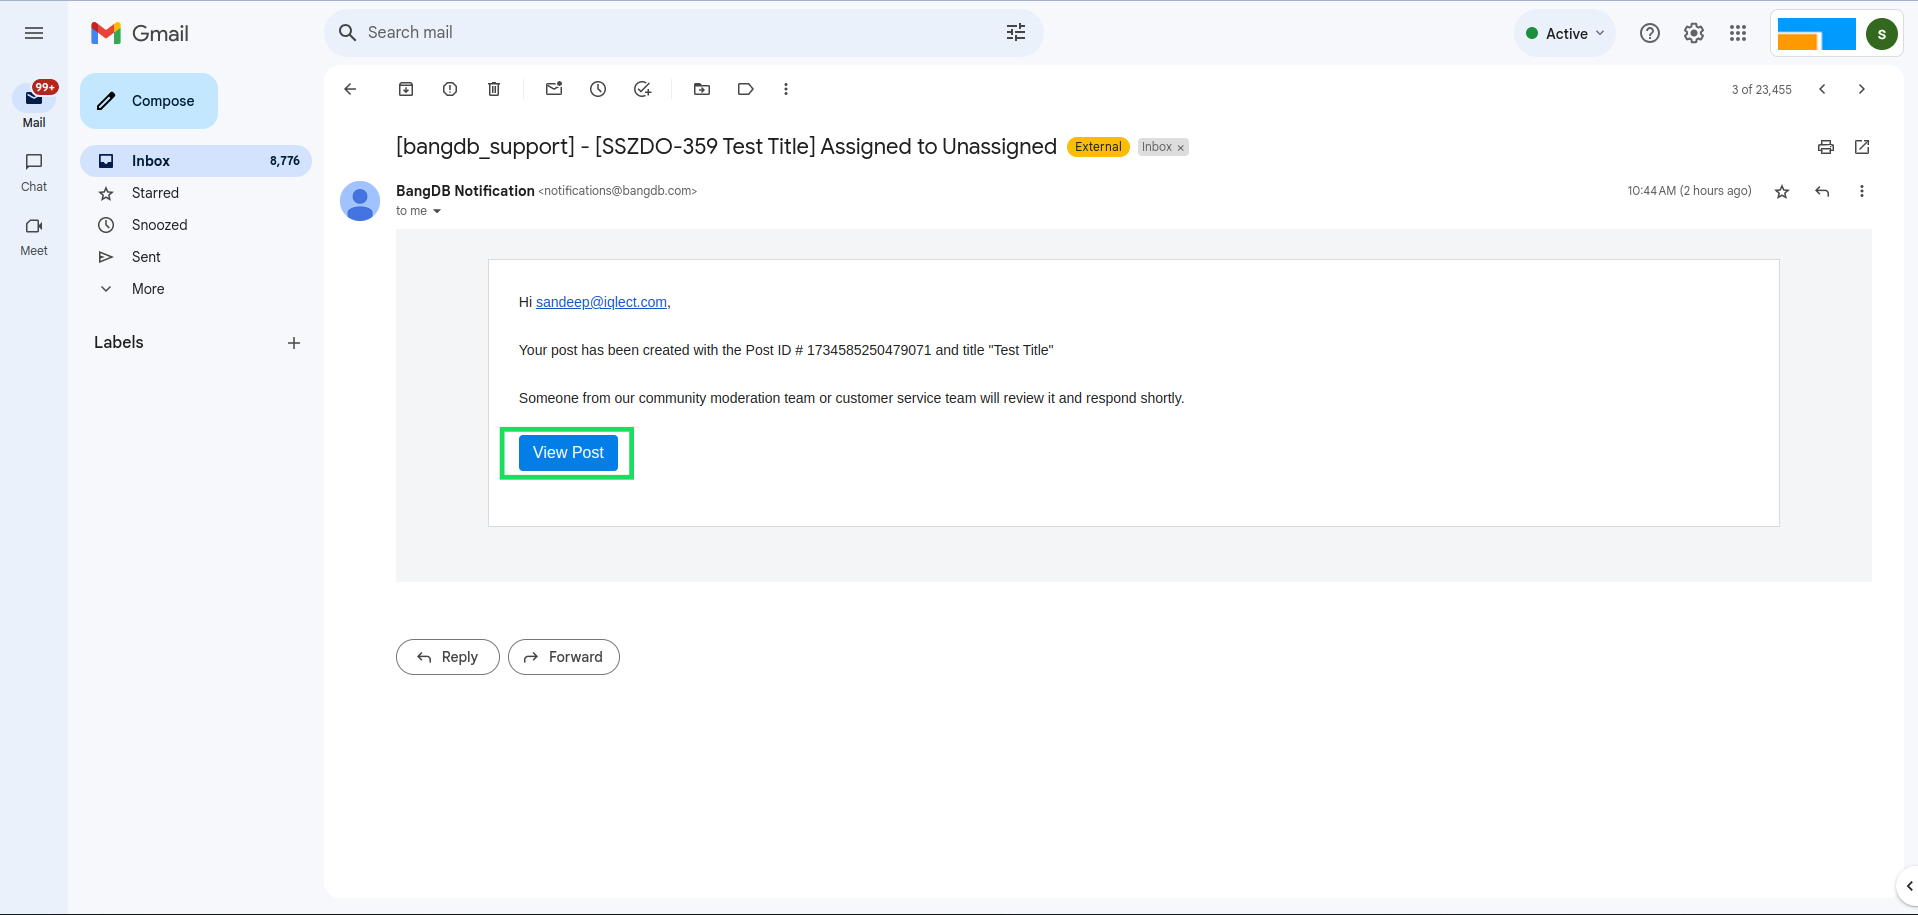 Gmail
Search mail
Active
S
99+
Mail
Chat
Meet
Compose
Inbox 8,776
Starred
Snoozed
Sent
More
Labels
3 of 23,455
[bangdb_support] - [SSZDO-359 Test Title] Assigned to Unassigned External Inbox ×
BangDB Notification <notifications@bangdb.com>
10:44 AM (2 hours ago)
to me
Hi sandeep@iqlect.com,
Your post has been created with the Post ID # 1734585250479071 and title "Test Title"
Someone from our community moderation team or customer service team will review it and respond shortly.
View Post
Reply Forward